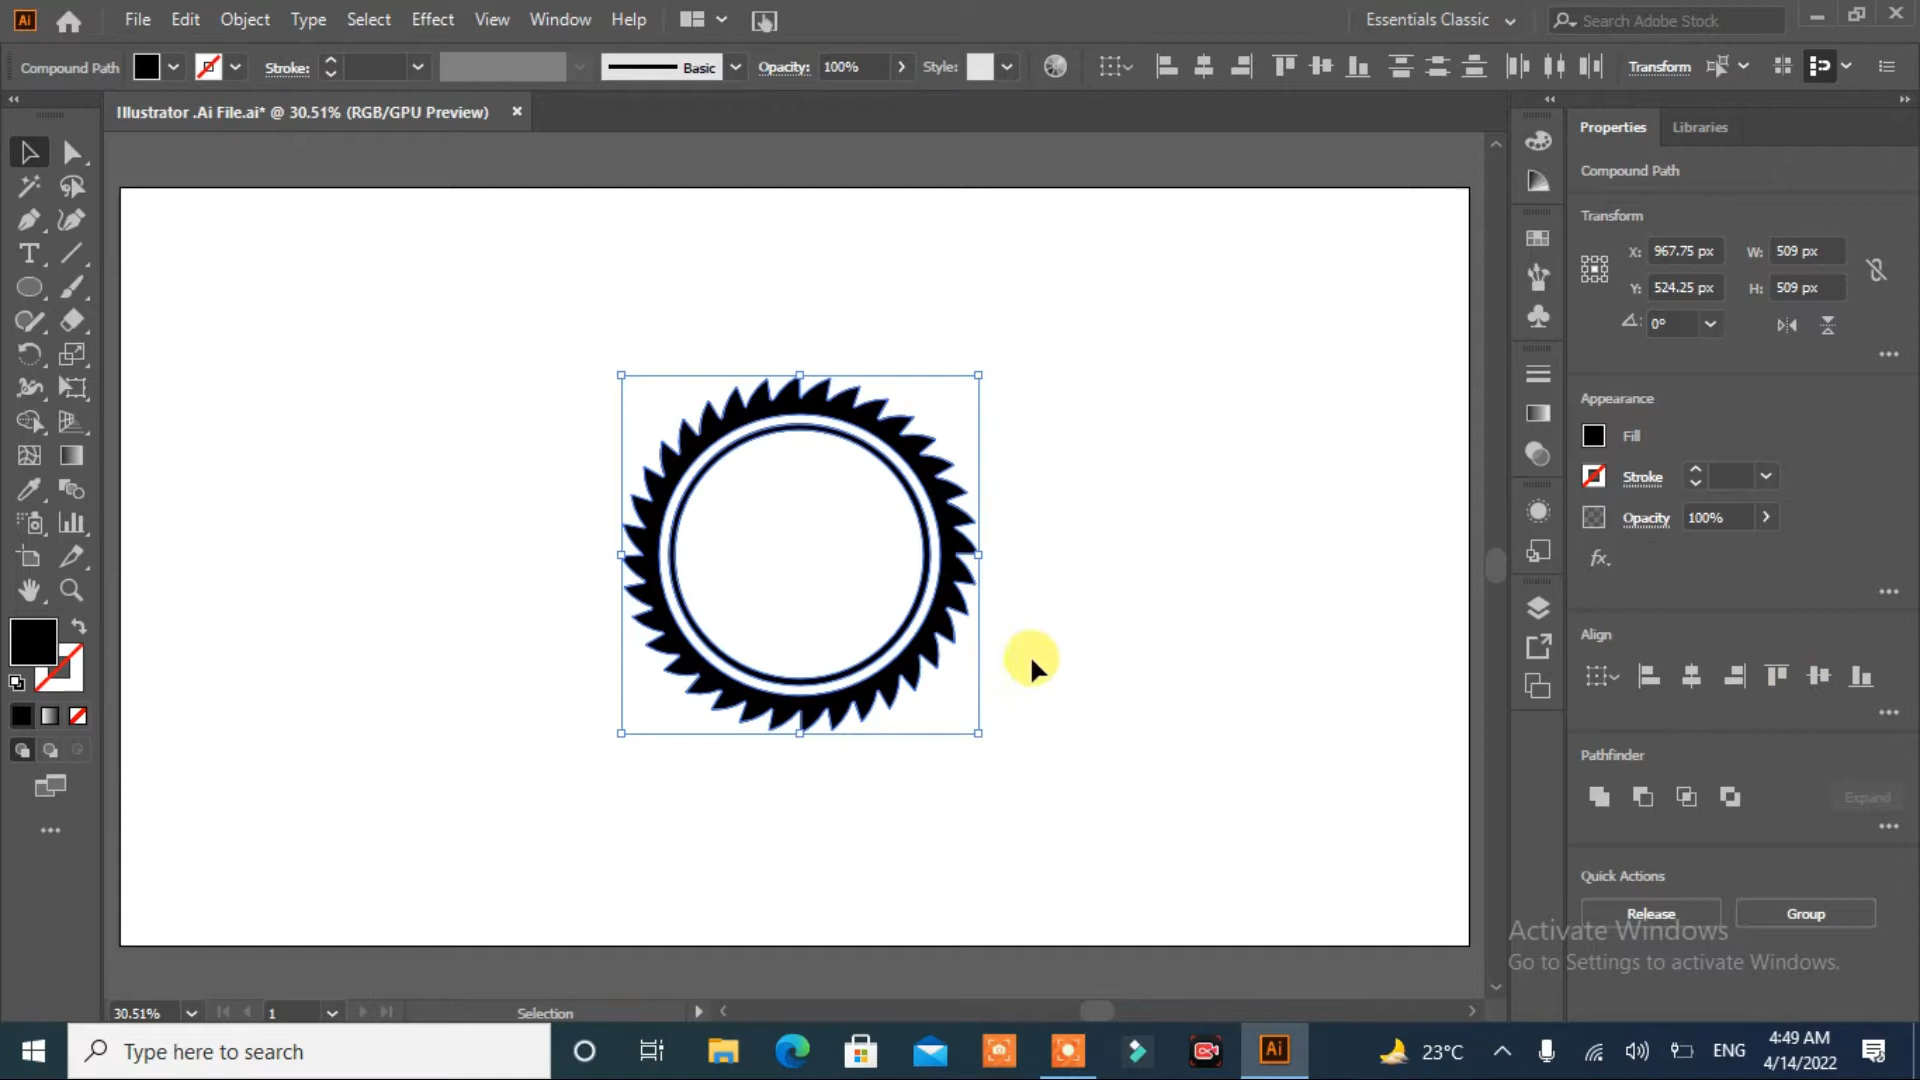 Ai File Edit Object Type Select Effect View Window Help Essentials Classic Search Adobe Stock
Compound Path Stroke: Basic Opacity: 100% Style: Transform
Illustrator .Ai File.ai* @ 30.51% (RGB/GPU Preview)
Properties Libraries
Compound Path
Transform
X: 967.75 px W: 509 px
Y: 524.25 px H: 509 px
0°
Appearance
Fill
Stroke
Opacity 100%
fx.
Align
Pathfinder
Expand
Quick Actions
Release Group
Activate Windows
Go to Settings to activate Windows.
30.51% 1 Selection
Type here to search Ai 23°C ENG
4:49 AM
4/14/2022